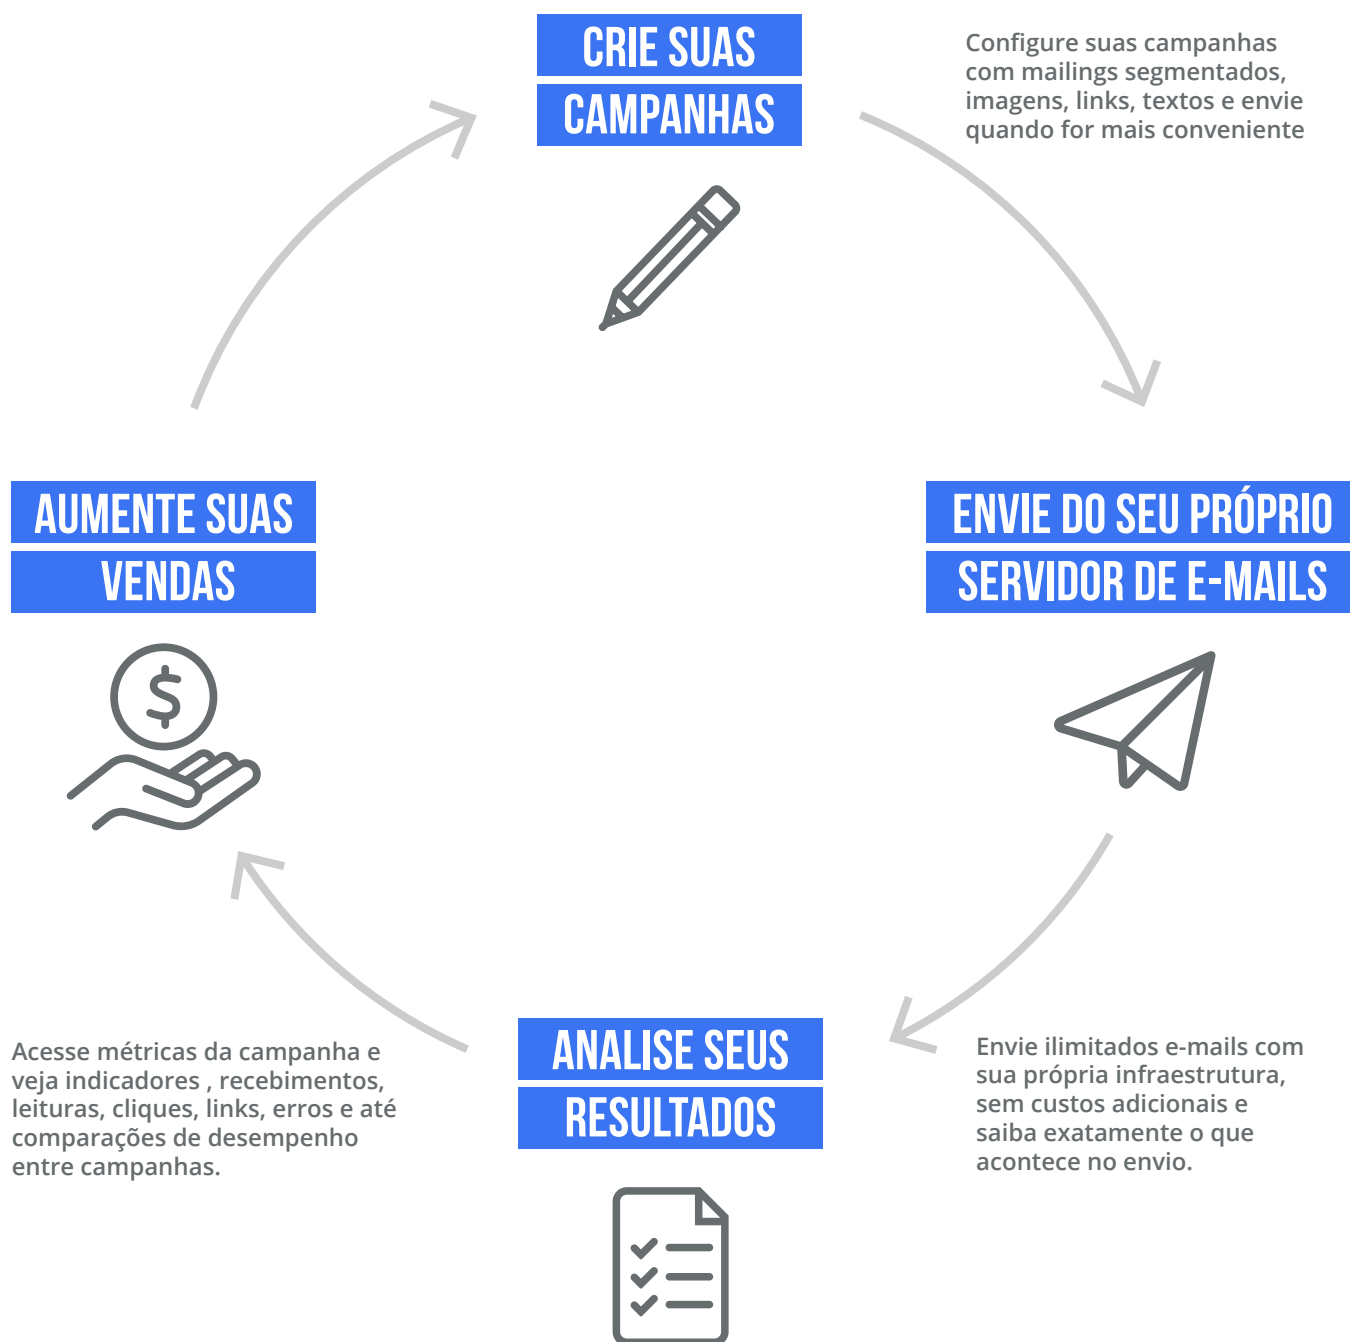 CRIE SUAS
CAMPANHAS
Configure suas campanhas
com mailings segmentados,
imagens, links, textos e envie
quando for mais conveniente
AUMENTE SUAS
VENDAS
$
ENVIE DO SEU PRÓPRIO
SERVIDOR DE E-MAILS
Acesse métricas da campanha e
veja indicadores , recebimentos,
leituras, cliques, links, erros e até
comparações de desempenho
entre campanhas.
ANALISE SEUS
RESULTADOS
Envie ilimitados e-mails com
sua própria infraestrutura,
sem custos adicionais e
saiba exatamente o que
acontece no envio.